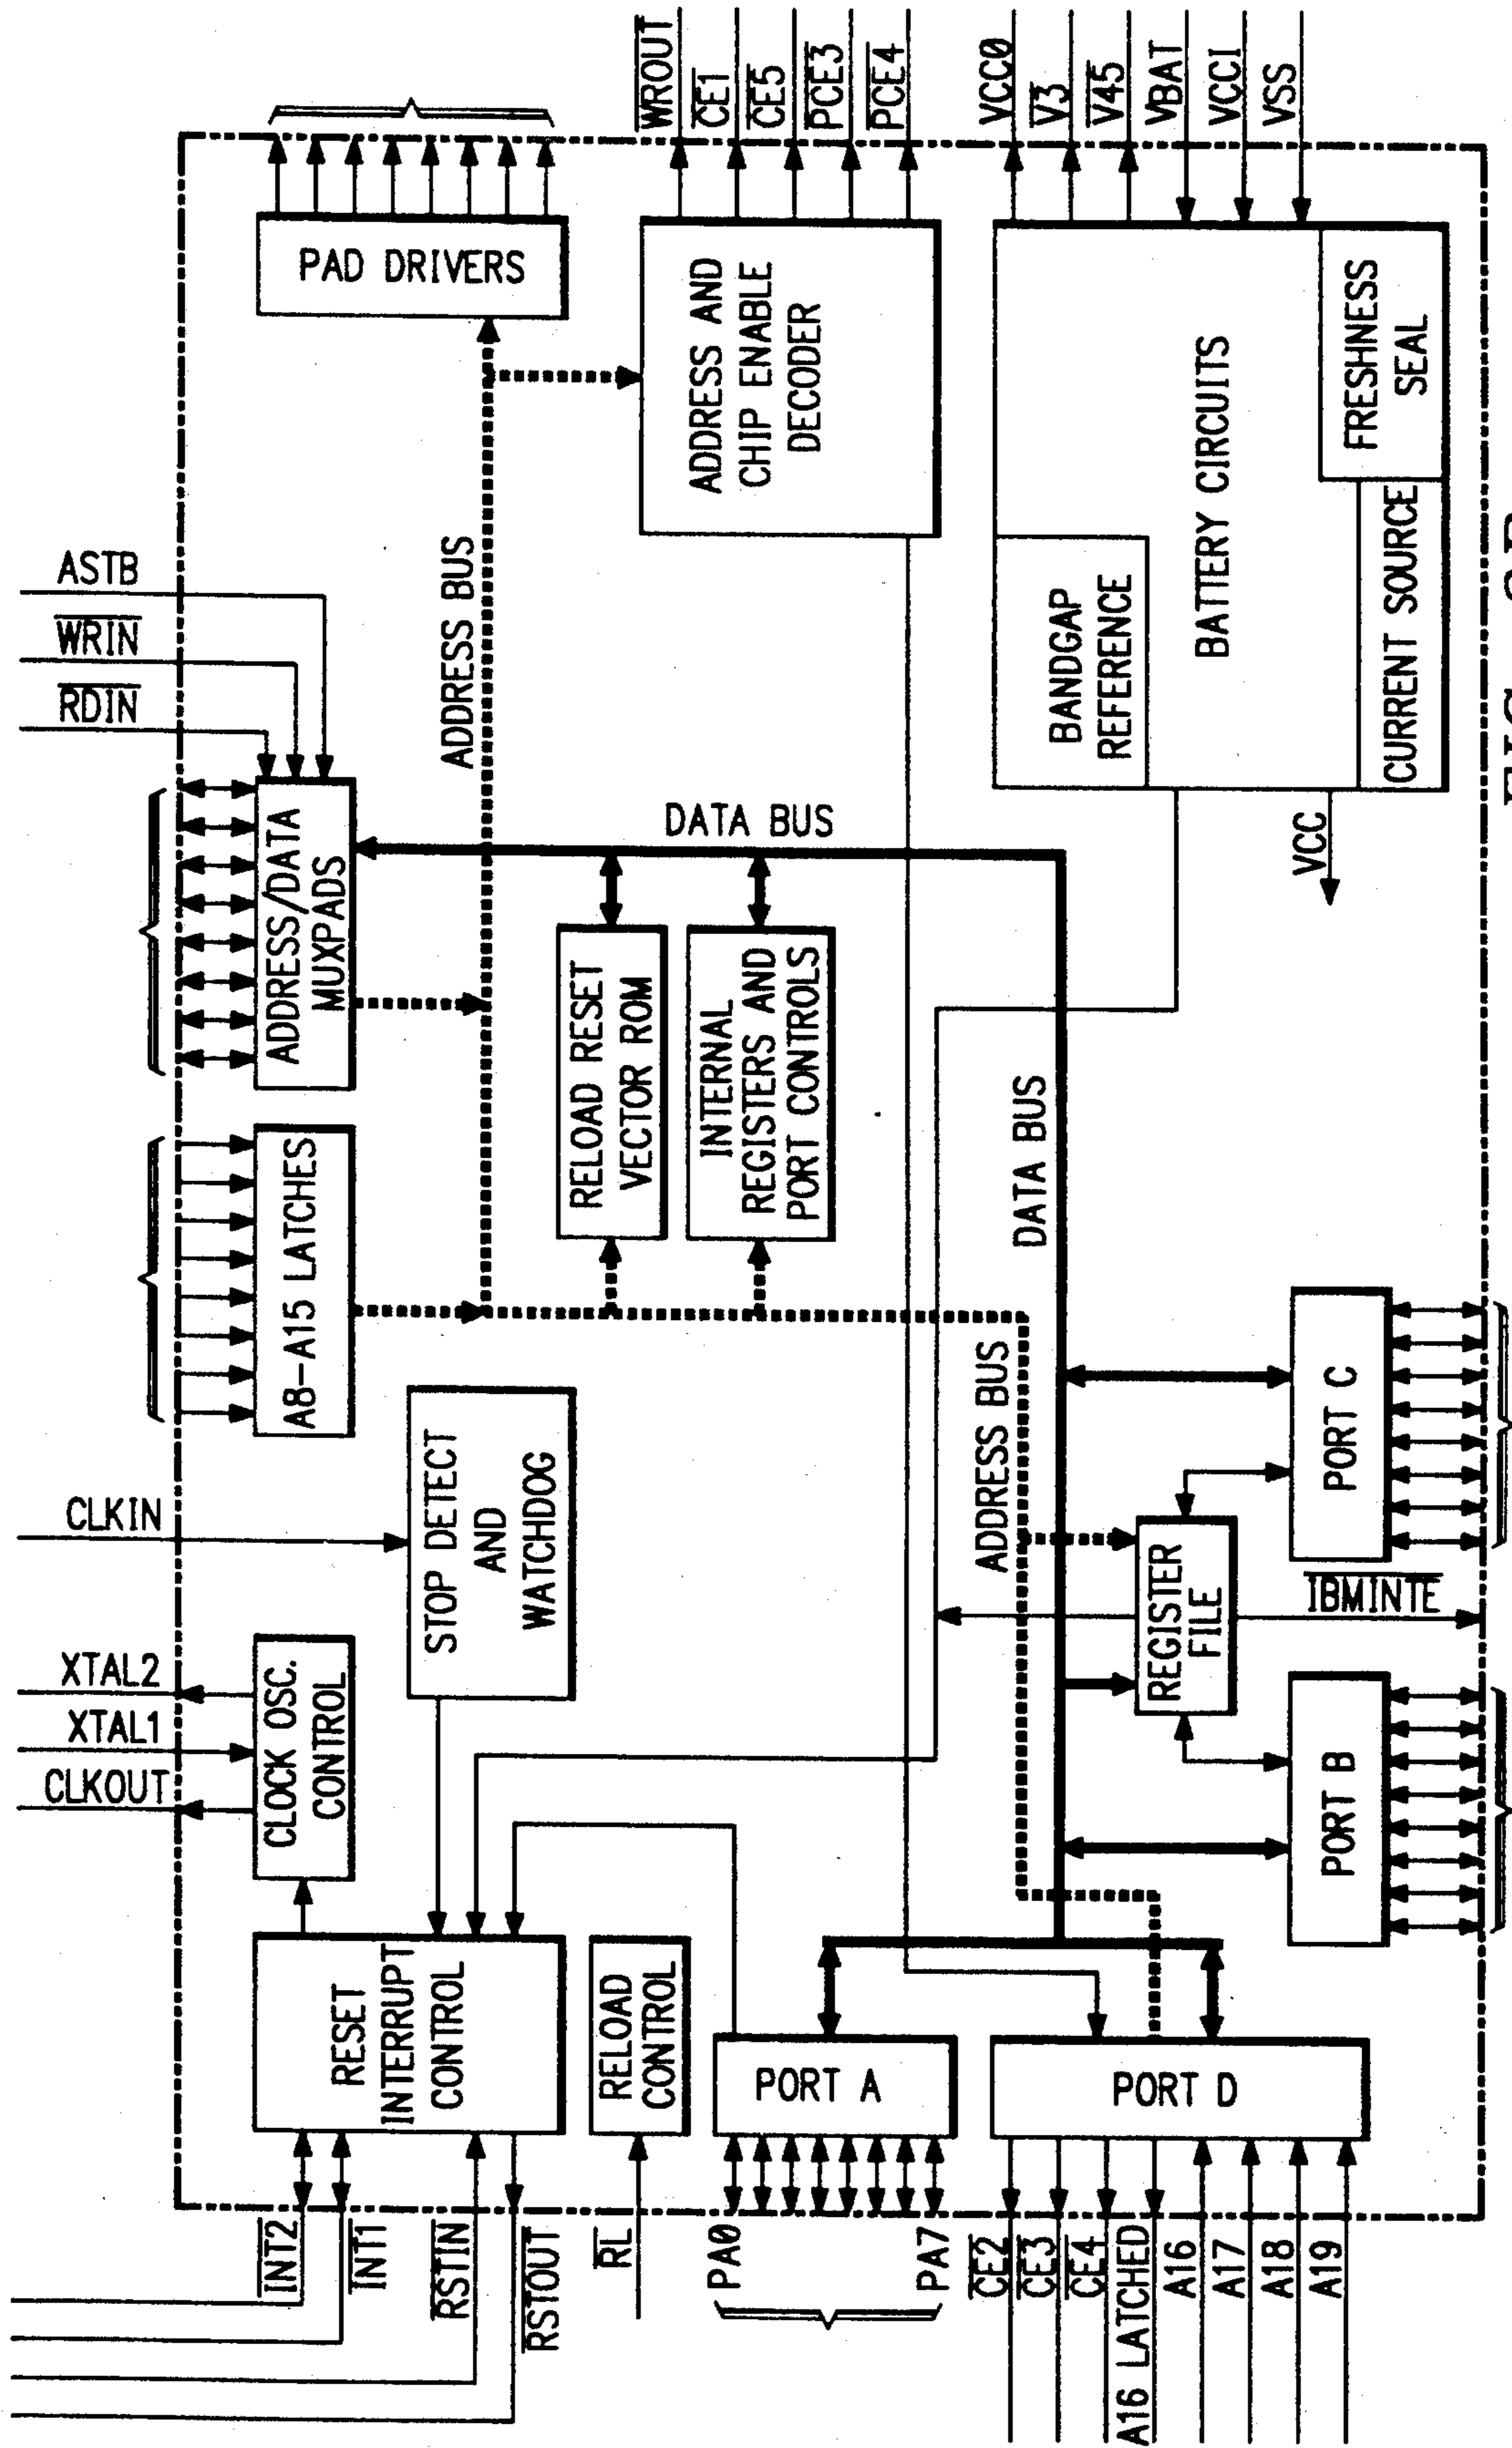 INT2
INT1
RSTIN
RSTOUT
RL
PA0
PA7
CE2
CE3
CE4
A16 LATCHED
A16
A17
A18
A19
CLKOUT
XTAL1
XTAL2
CLKIN
RDIN
WRIN
ASTB
RESET
INTERRUPT
CONTROL
RELOAD
CONTROL
PORT A
PORT D
CLOCK OSC.
CONTROL
STOP DETECT
AND
WATCHDOG
A8-A15 LATCHES
ADDRESS/DATA
MUXPADS
ADDRESS BUS
RELOAD RESET
VECTOR ROM
INTERNAL
REGISTERS AND
PORT CONTROLS
DATA BUS
ADDRESS BUS
DATA BUS
REGISTER
FILE
PORT B
IBMINTE
PORT C
PAD DRIVERS
ADDRESS AND
CHIP ENABLE
DECODER
BANDGAP
REFERENCE
BATTERY CIRCUITS
FRESHNESS
SEAL
CURRENT SOURCE
VCC
WROUT
CE1
CE5
PCE3
PCE4
VCC0
V3
V45
VBAT
VCCI
VSS